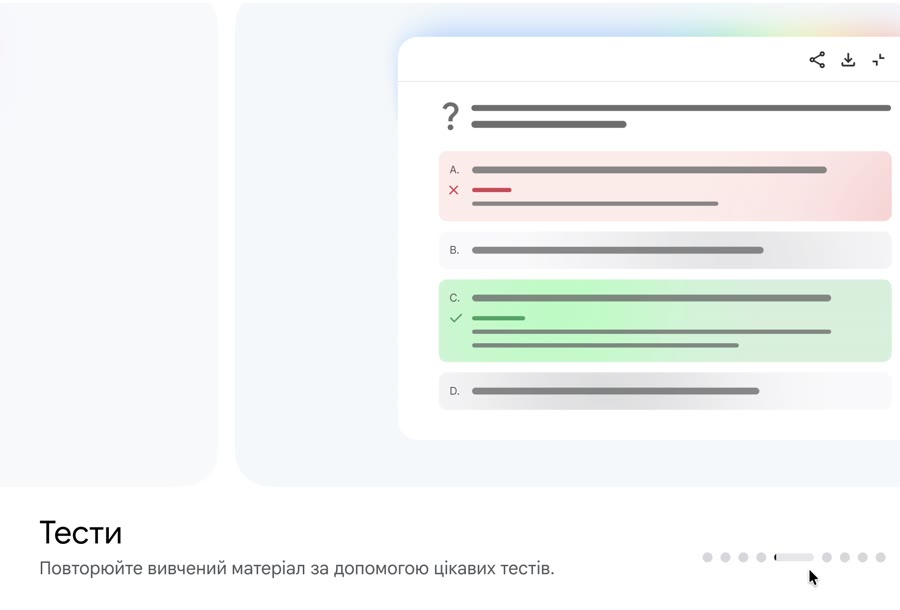 ?
A.
B.
C.
D.
Тести
Повторюйте вивчений матеріал за допомогою цікавих тестів.